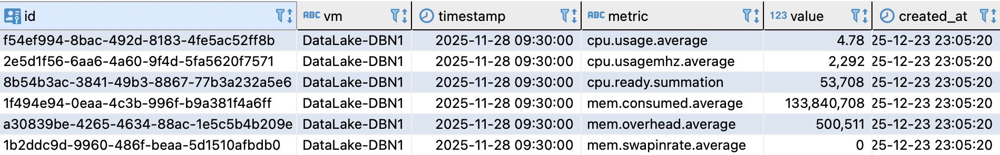 id ABC vm timestamp ABC metric 123 value created_at
f54ef994-8bac-492d-8183-4fe5ac52ff8b DataLake-DBN1 2025-11-28 09:30:00 cpu.usage.average 4.78 25-12-23 23:05:20
2e5d1f56-6aa6-4a60-9f4d-5fa5620f7571 DataLake-DBN1 2025-11-28 09:30:00 cpu.usagemhz.average 2,292 25-12-23 23:05:20
8b54b3ac-3841-49b3-8867-77b3a232a5e6 DataLake-DBN1 2025-11-28 09:30:00 cpu.ready.summation 53,708 25-12-23 23:05:20
1f494e94-0eaa-4c3b-996f-b9a381f4a6ff DataLake-DBN1 2025-11-28 09:30:00 mem.consumed.average 133,840,708 25-12-23 23:05:20
a30839be-4265-4634-88ac-1e5c5b4b209e DataLake-DBN1 2025-11-28 09:30:00 mem.overhead.average 500,511 25-12-23 23:05:20
1b2ddc9d-9960-486f-beaa-5d1510afbdb0 DataLake-DBN1 2025-11-28 09:30:00 mem.swapinrate.average 0 25-12-23 23:05:20